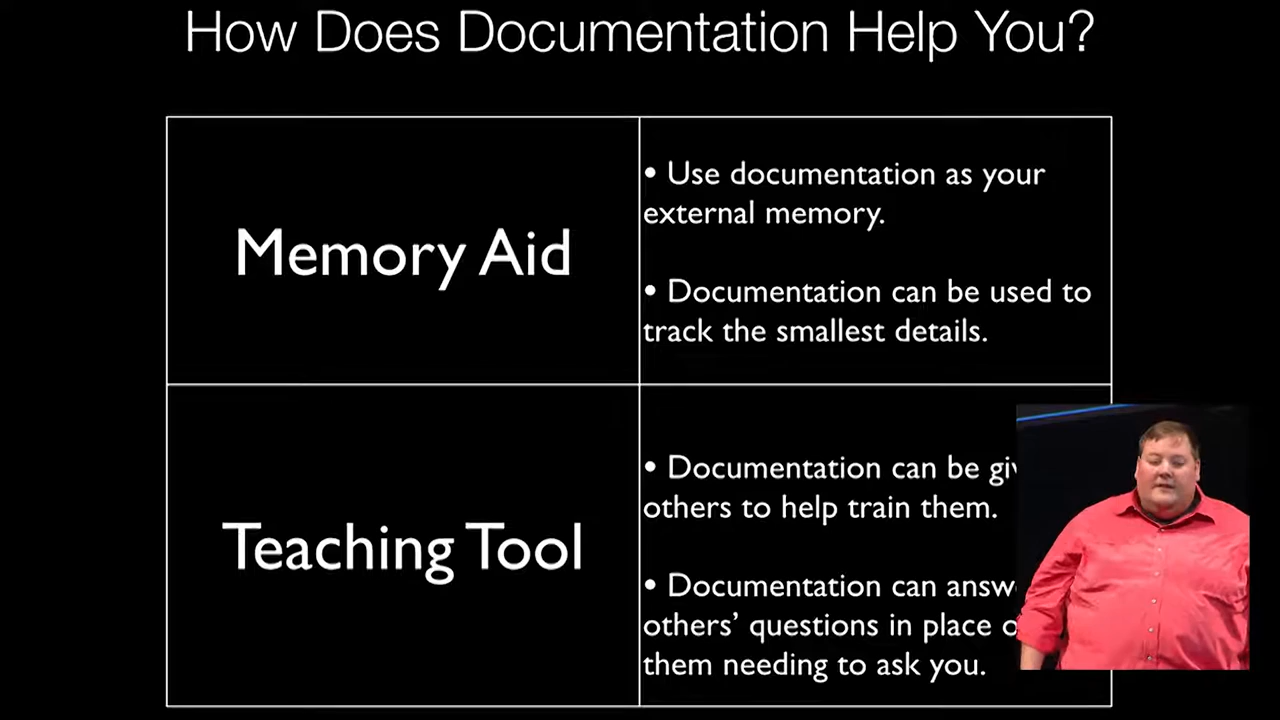 How Does Documentation Help You?
Memory Aid
• Use documentation as your
external memory.
• Documentation can be used to
track the smallest details.
Teaching Tool
• Documentation can be
others to help train them.
• Documentation can
others' questions in place
them needing to ask you.